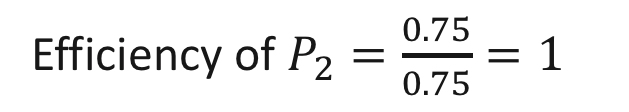 Efficiency of P₂ = 0.75/0.75 = 1